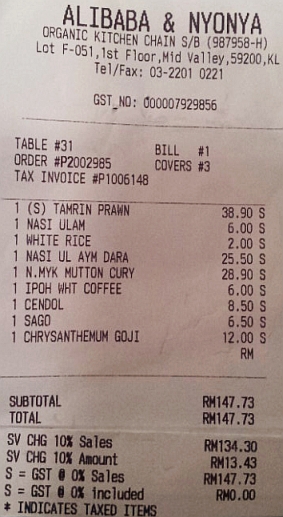 ALIBABA & NYONYA
ORGANIC KITCHEN CHAIN S/B (987958-H)
Lot F-051,1st Floor,Mid Valley,59200,KL
Tel/Fax: 03-2201 0221
GST_NO: 000007929856
TABLE #31 BILL #1
ORDER #P2002985 COVERS #3
TAX INVOICE #P1006148
1 (S) TAMRIN PRAWN 38.90 S
1 NASI ULAM 6.00 S
1 WHITE RICE 2.00 S
1 NASI UL AYM DARA 25.50 S
1 N.MYK MUTTON CURY 28.90 S
1 IPOH WHT COFFEE 6.00 S
1 CENDOL 8.50 S
1 SAGO 6.50 S
1 CHRYSANTHEMUM GOJI 12.00 S
RM
SUBTOTAL RM147.73
TOTAL RM147.73
SV CHG 10% Sales RM134.30
SV CHG 10% Amount RM13.43
S = GST @ 0% Sales RM147.73
S = GST @ 0% included RM0.00
* INDICATES TAXED ITEMS